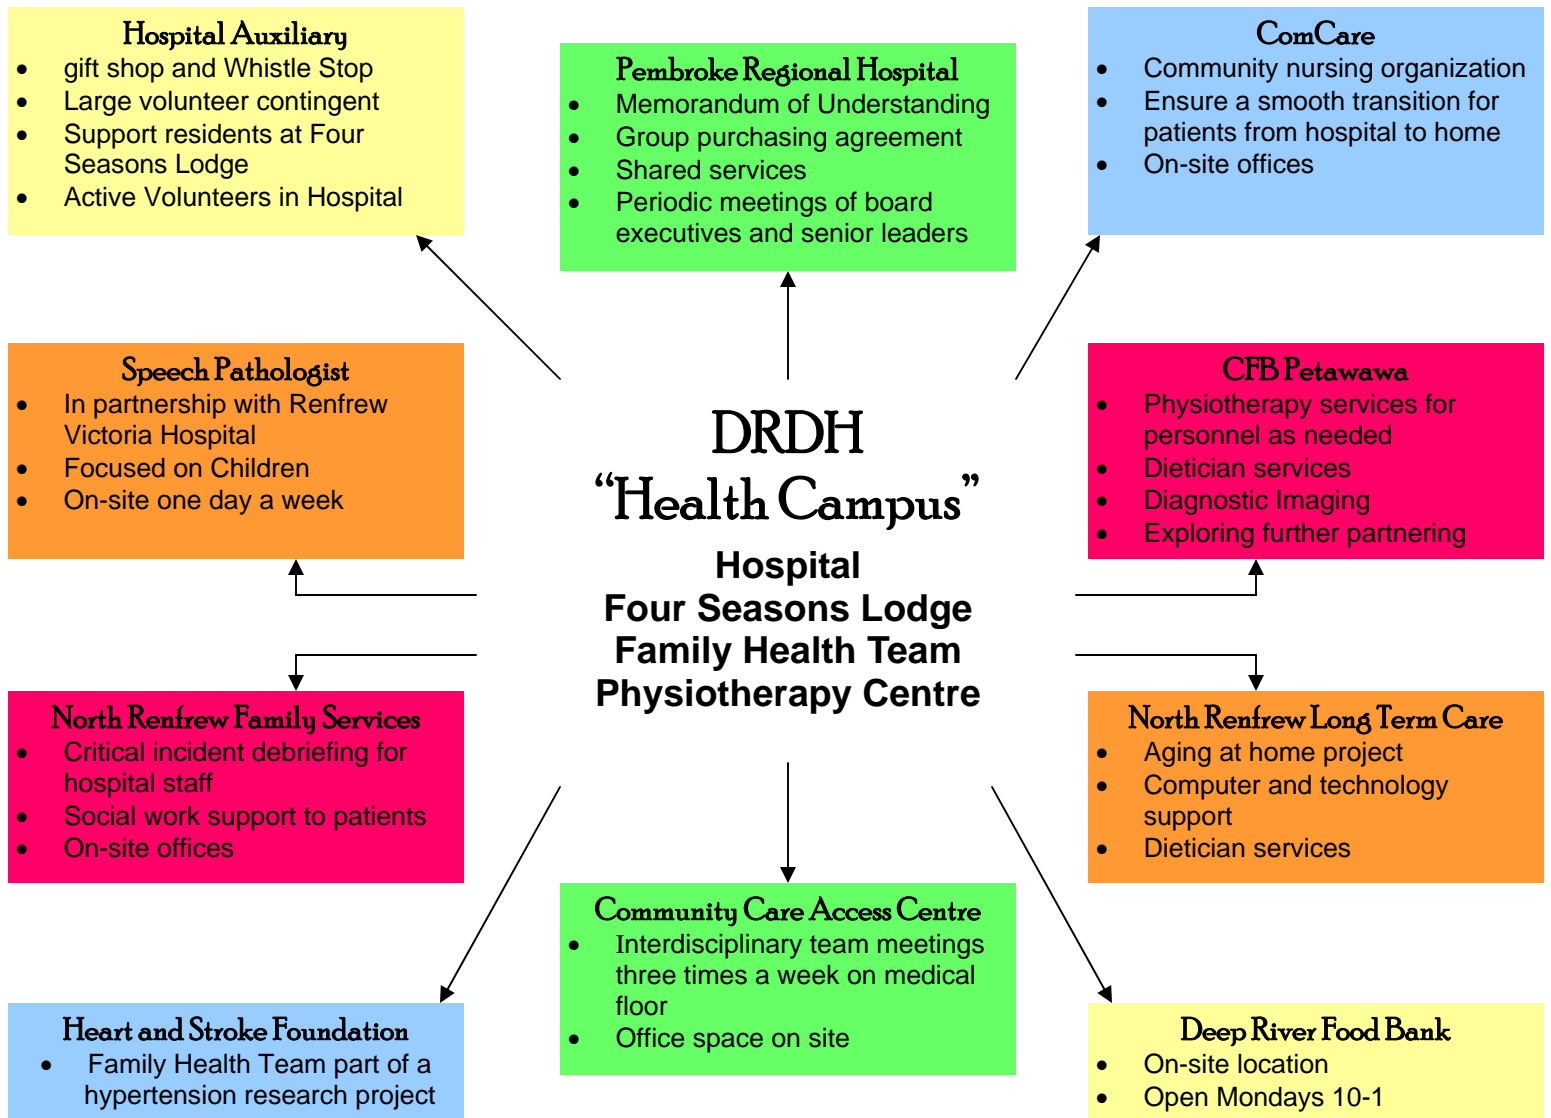 Hospital Auxiliary
• gift shop and Whistle Stop
• Large volunteer contingent
• Support residents at Four
Seasons Lodge
• Active Volunteers in Hospital
Pembroke Regional Hospital
• Memorandum of Understanding
• Group purchasing agreement
• Shared services
• Periodic meetings of board
executives and senior leaders
ComCare
• Community nursing organization
• Ensure a smooth transition for
patients from hospital to home
• On-site offices
Speech Pathologist
• In partnership with Renfrew
Victoria Hospital
• Focused on Children
• On-site one day a week
DRDH
“Health Campus”
Hospital
Four Seasons Lodge
Family Health Team
Physiotherapy Centre
CFB Petawawa
• Physiotherapy services for
personnel as needed
• Dietician services
• Diagnostic Imaging
• Exploring further partnering
North Renfrew Family Services
• Critical incident debriefing for
hospital staff
• Social work support to patients
• On-site offices
North Renfrew Long Term Care
• Aging at home project
• Computer and technology
support
• Dietician services
Heart and Stroke Foundation
• Family Health Team part of a
hypertension research project
Community Care Access Centre
• Interdisciplinary team meetings
three times a week on medical
floor
• Office space on site
Deep River Food Bank
• On-site location
• Open Mondays 10-1